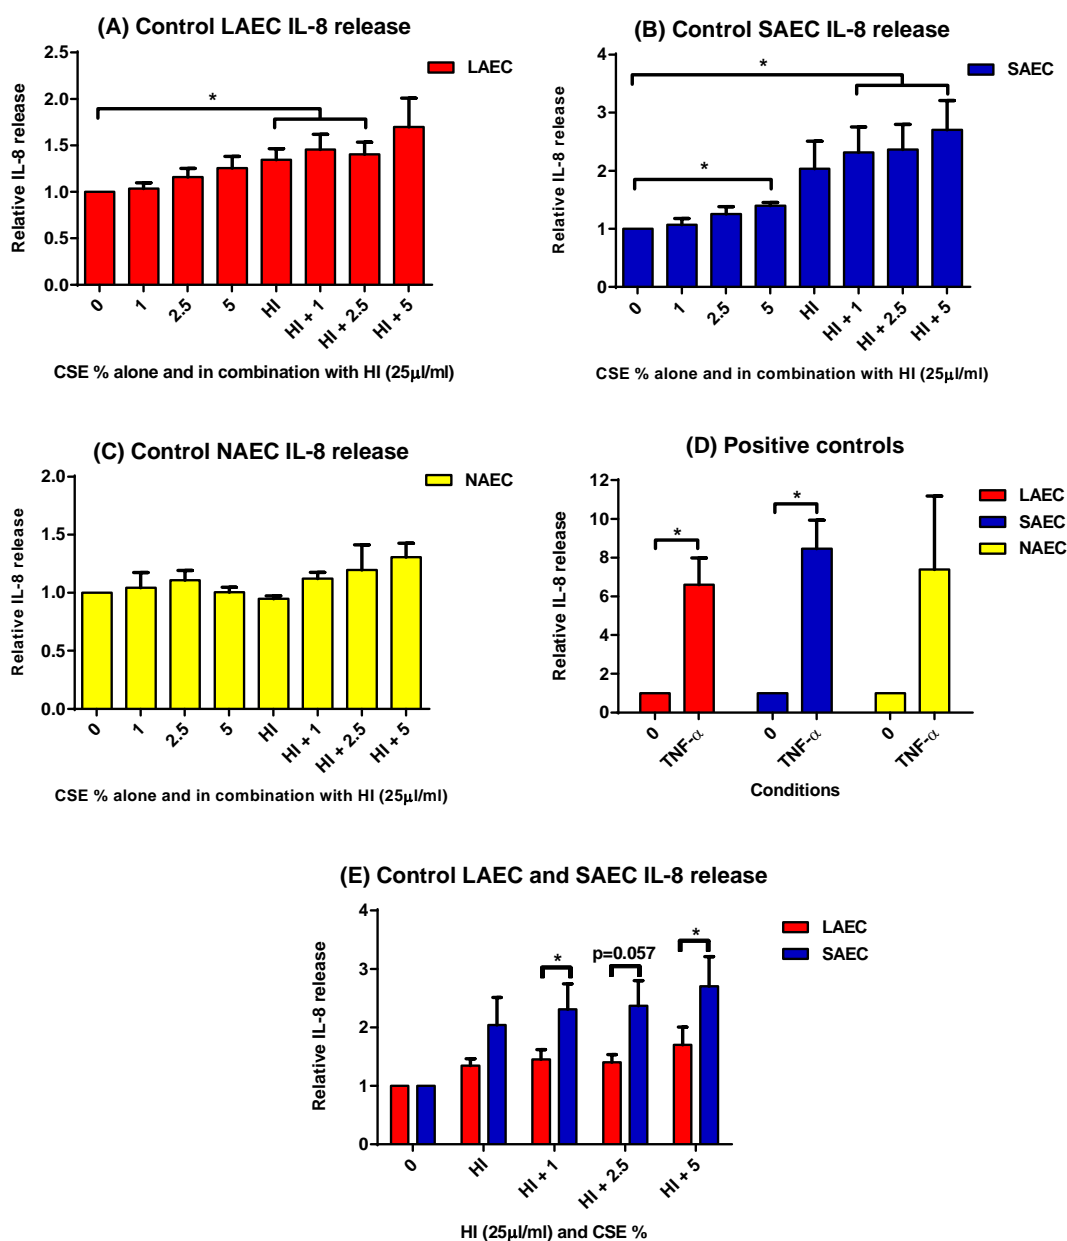 (A) Control LAEC IL-8 release
Relative IL-8 release
2.5
2.0
1.5
1.0
0.5
0.0
*
LAEC
0
1
2.5
5
HI
HI + 1
HI + 2.5
HI + 5
CSE % alone and in combination with HI (25µl/ml)
(B) Control SAEC IL-8 release
Relative IL-8 release
4
3
2
1
0
*
*
SAEC
0
1
2.5
5
HI
HI + 1
HI + 2.5
HI + 5
CSE % alone and in combination with HI (25µl/ml)
(C) Control NAEC IL-8 release
Relative IL-8 release
2.0
1.5
1.0
0.5
0.0
NAEC
0
1
2.5
5
HI
HI + 1
HI + 2.5
HI + 5
CSE % alone and in combination with HI (25µl/ml)
(D) Positive controls
Relative IL-8 release
12
10
8
6
4
2
0
*
*
LAEC
SAEC
NAEC
0
TNF-α
0
TNF-α
0
TNF-α
Conditions
(E) Control LAEC and SAEC IL-8 release
Relative IL-8 release
4
3
2
1
0
*
p=0.057
*
LAEC
SAEC
0
HI
HI + 1
HI + 2.5
HI + 5
HI (25µl/ml) and CSE %